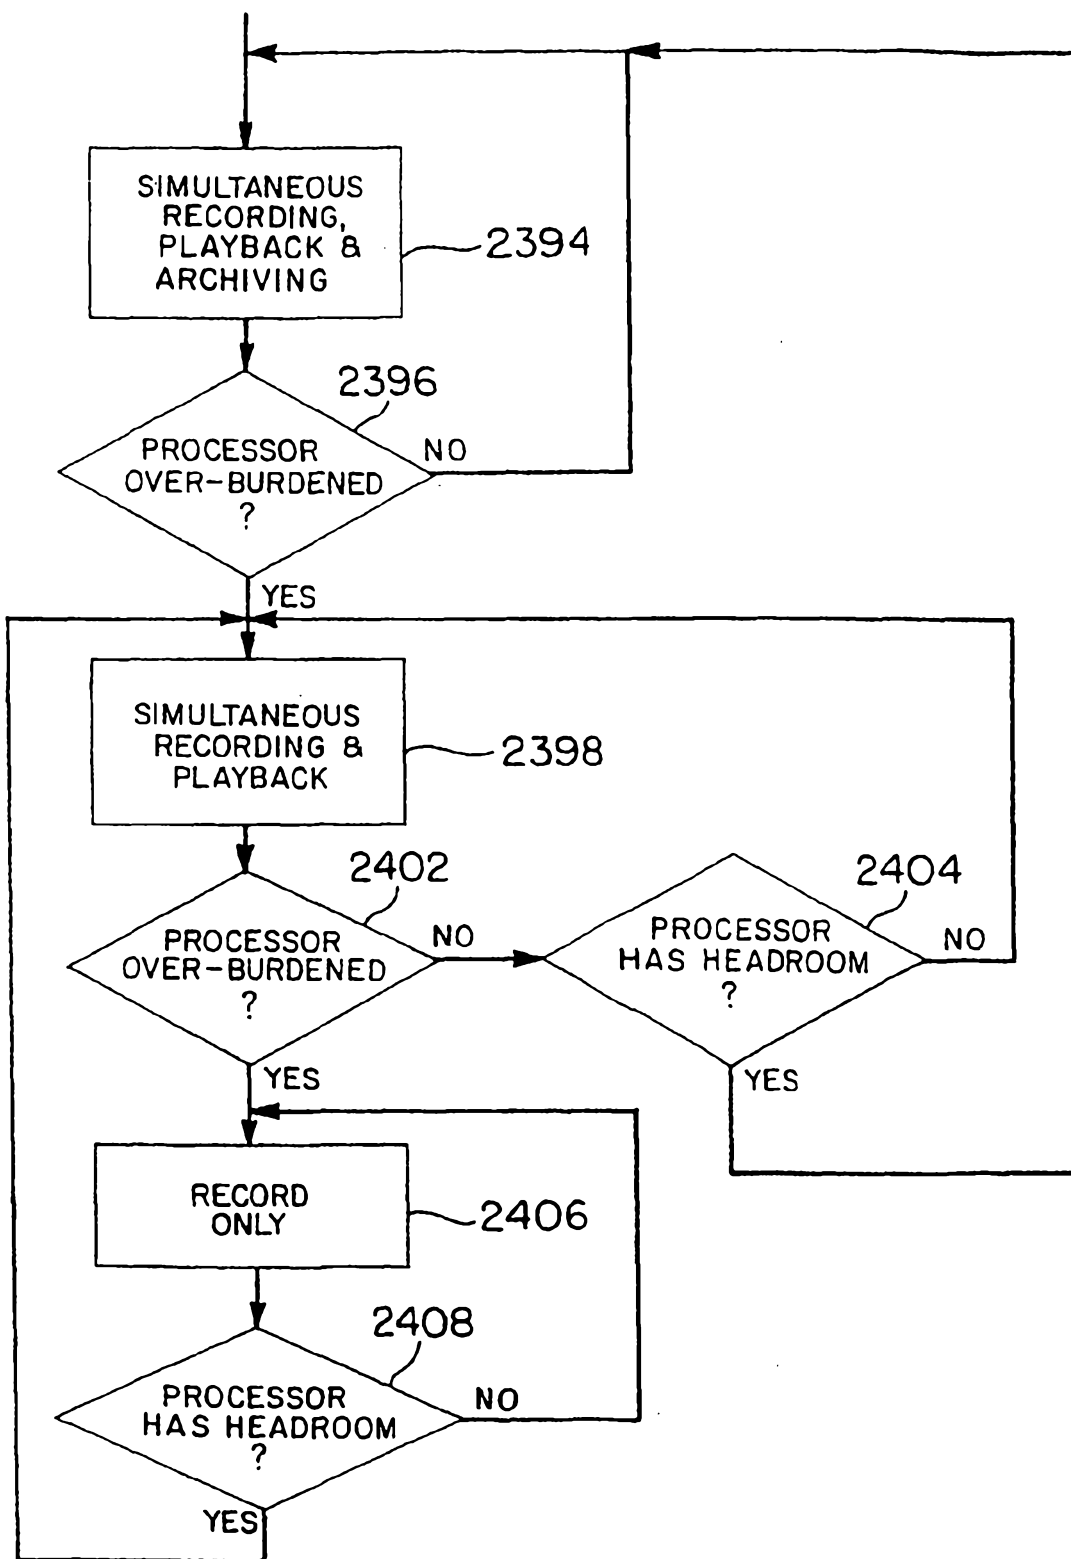 SIMULTANEOUS
RECORDING,
PLAYBACK &
ARCHIVING
2394
2396
PROCESSOR
OVER-BURDENED
?
NO
YES
SIMULTANEOUS
RECORDING &
PLAYBACK
2398
2402
PROCESSOR
OVER-BURDENED
?
NO
2404
PROCESSOR
HAS HEADROOM
?
NO
YES
YES
RECORD
ONLY
2406
2408
PROCESSOR
HAS HEADROOM
?
NO
YES